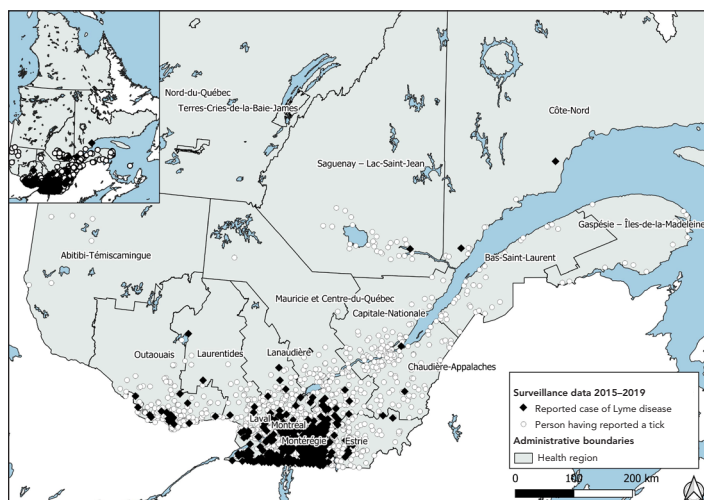 Nord-du-Québec
Terres-Cries-de-la-Baie-James
Côte-Nord
Saguenay – Lac-Saint-Jean
Gaspésie – Îles-de-la-Madeleine
Abitibi-Témiscamingue
Bas-Saint-Laurent
Mauricie et Centre-du-Québec
Capitale-Nationale
Outaouais
Laurentides
Lanaudière
Chaudière-Appalaches
Laval
Montréal
Montérégie
Estrie
Surveillance data 2015–2019
Reported case of Lyme disease
Person having reported a tick
Administrative boundaries
Health region
0 100 200 km